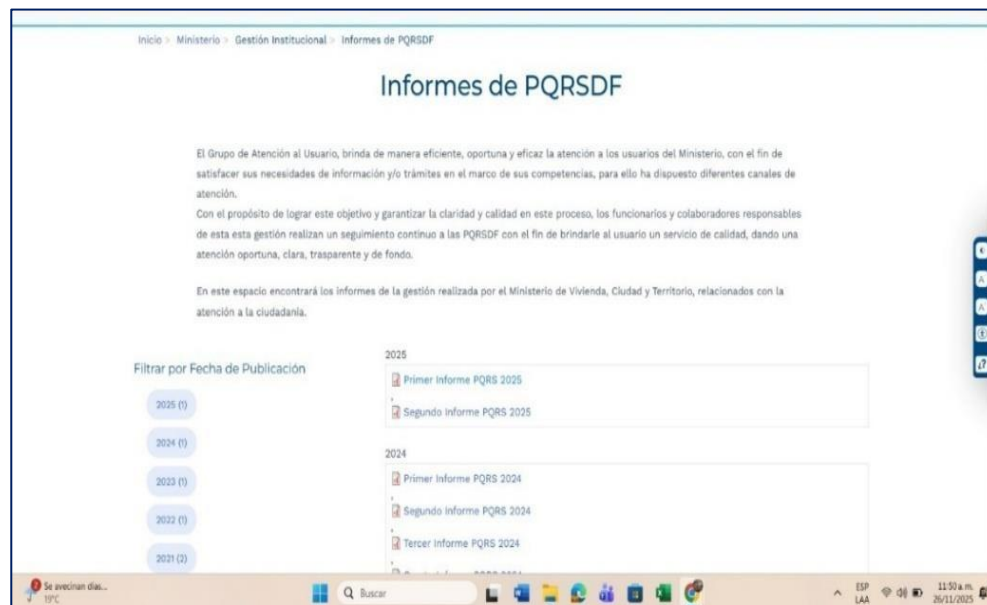 Inicio > Ministerio > Gestión Institucional > Informes de PQRSDF
Informes de PQRSDF
El Grupo de Atención al Usuario, brinda de manera eficiente, oportuna y eficaz la atención a los usuarios del Ministerio, con el fin de
satisfacer sus necesidades de información y/o trámites en el marco de sus competencias, para ello ha dispuesto diferentes canales de
atención.
Con el propósito de lograr este objetivo y garantizar la claridad y calidad en este proceso, los funcionarios y colaboradores responsables
de esta esta gestión realizan un seguimiento continuo a las PQRSDF con el fin de brindarle al usuario un servicio de calidad, dando una
atención oportuna, clara, trasparente y de fondo.
En este espacio encontrará los informes de la gestión realizada por el Ministerio de Vivienda, Ciudad y Territorio, relacionados con la
atención a la ciudadanía.
Filtrar por Fecha de Publicación
2025 (1)
2024 (1)
2023 (1)
2022 (1)
2021 (2)
2025
Primer Informe PQRS 2025
,
Segundo Informe PQRS 2025
2024
Primer Informe PQRS 2024
,
Segundo Informe PQRS 2024
,
Tercer Informe PQRS 2024
Se avecinan días...
19°C
Buscar
ESP
LAA
11:50 a.m.
26/11/2025